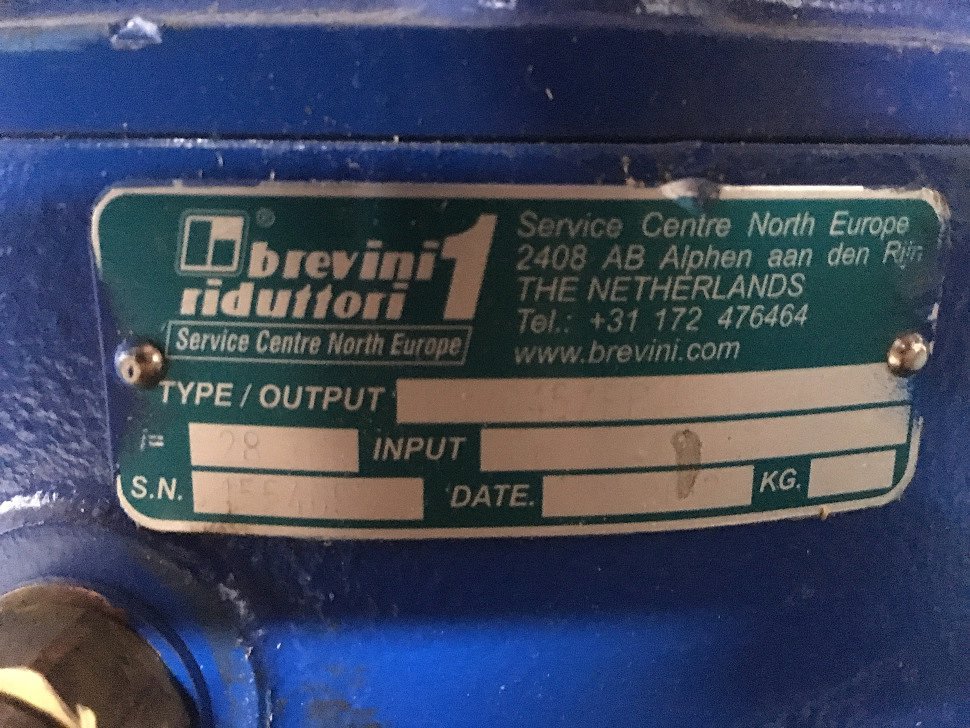 ®
brevini
riduttori 1
Service Centre North Europe
Service Centre North Europe
2408 AB Alphen aan den Rijn
THE NETHERLANDS
Tel.: +31 172 476464
www.brevini.com
TYPE / OUTPUT
i= 28 INPUT
S.N. DATE. KG.